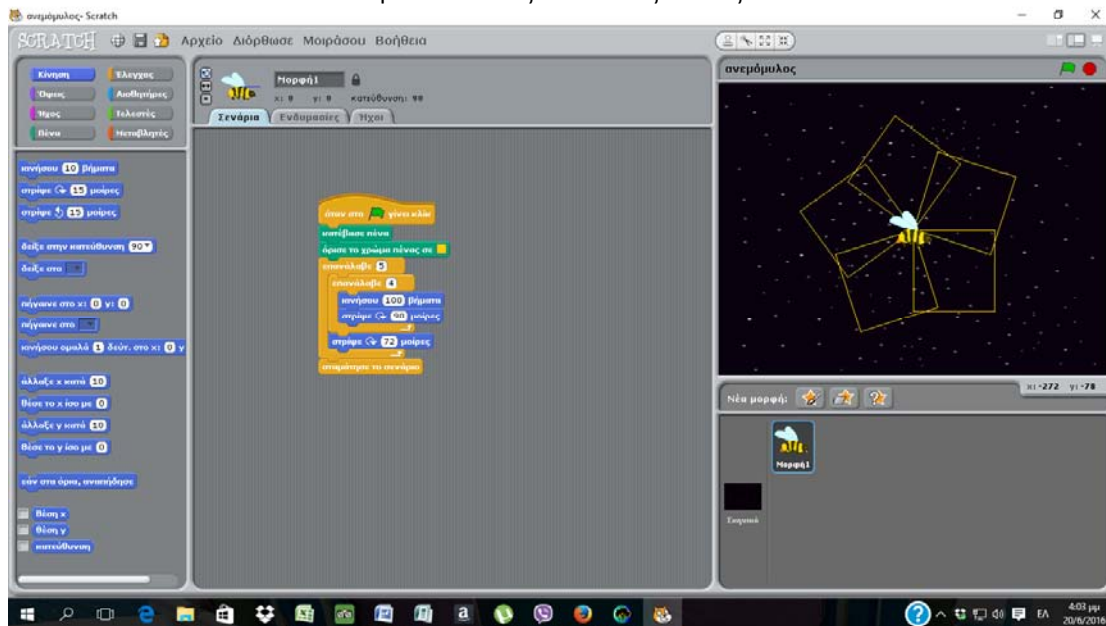 ανεμόμυλος- Scratch
SCRATCH Αρχείο Διόρθωσε Μοιράσου Βοήθεια
Κίνηση Έλεγχος
Όψεις Αισθητήρες
Ήχος Τελεστές
Πένα Μεταβλητές
κινήσου 10 βήματα
στρίψε 15 μοίρες
στρίψε 15 μοίρες
δείξε στην κατεύθυνση 90
δείξε στο
πήγαινε στο x: 0 y: 0
πήγαινε στο
κινήσου ομαλά 1 δεύτ. στο x: 0 y
άλλαξε x κατά 10
θέσε το x ίσο με 0
άλλαξε y κατά 10
θέσε το y ίσο με 0
εάν στα όρια, αναπήδησε
θέση x
θέση y
κατεύθυνση
Μορφή1
x: 0 y: 0 κατεύθυνση: 90
Σενάρια Ενδυμασίες Ήχοι
όταν στο γίνει κλικ
κατέβασε πένα
όρισε το χρώμα πένας σε
επανάλαβε 5
επανάλαβε 4
κινήσου 100 βήματα
στρίψε 90 μοίρες
στρίψε 72 μοίρες
σταμάτησε το σενάριο
ανεμόμυλος
x: -272 y: -78
Νέα μορφή:
Μορφή1
Σκηνικό
ΕΛ 4:03 μμ
20/6/2016